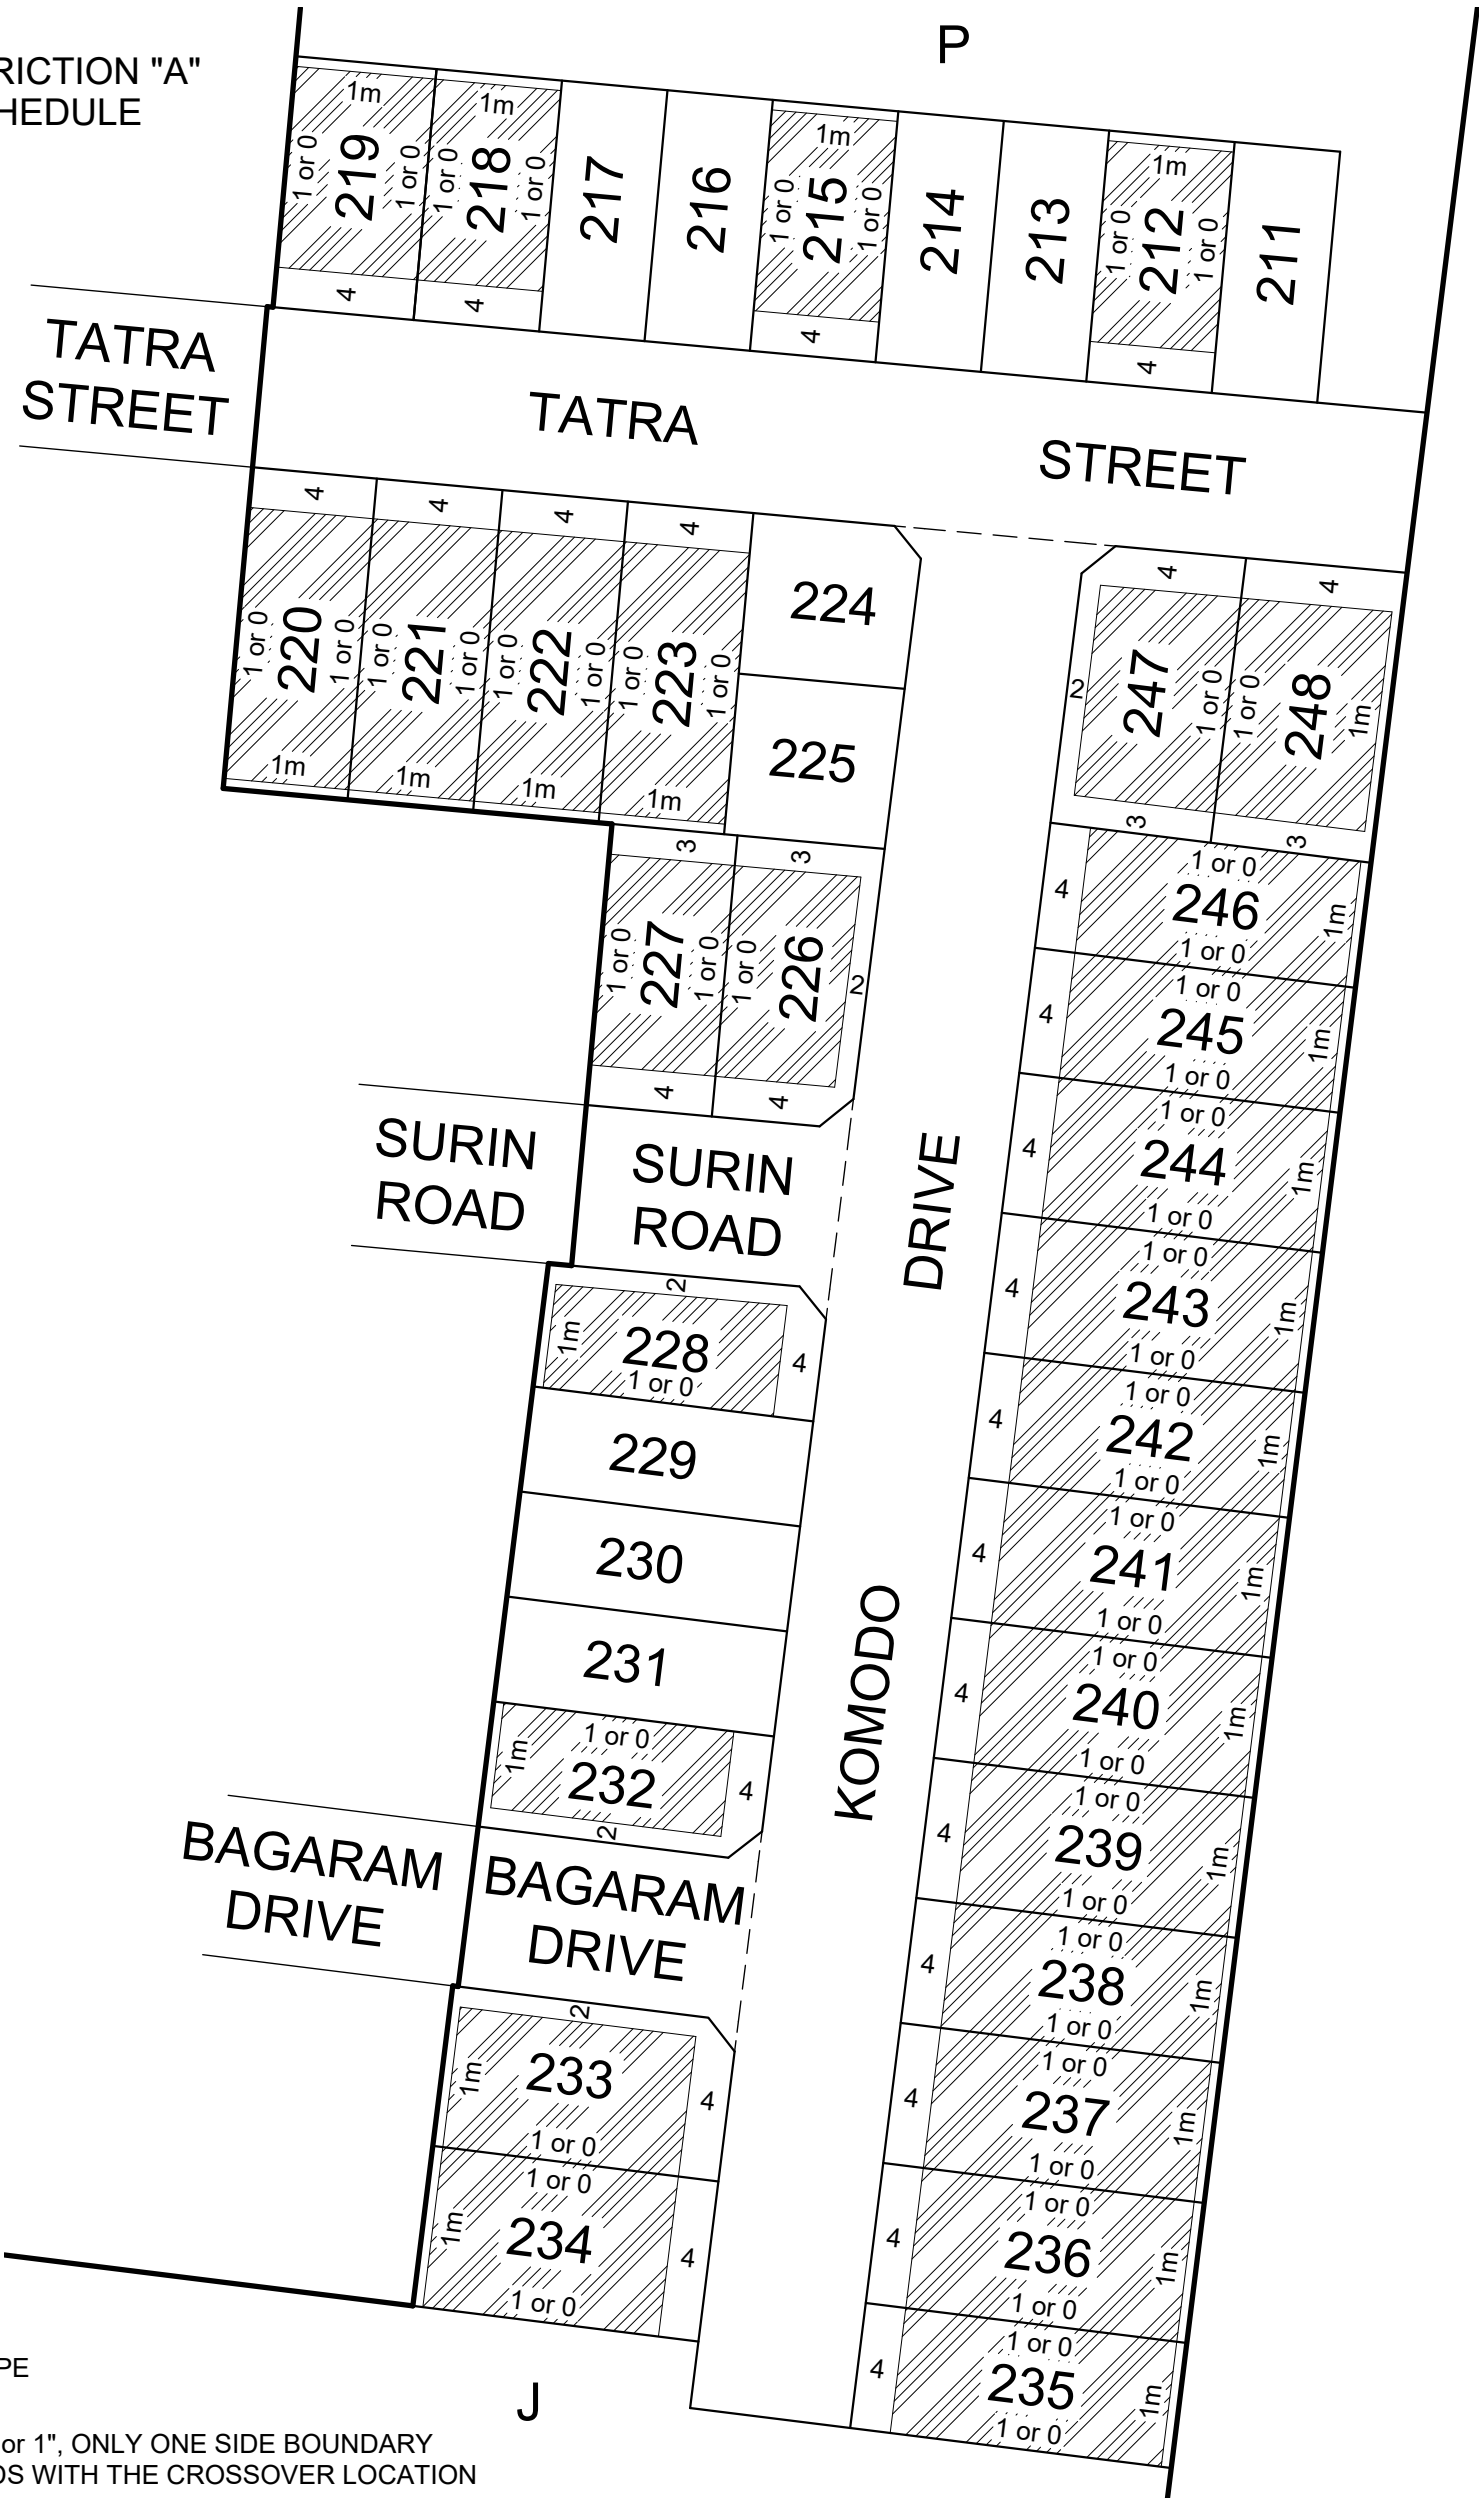 P
RICTION "A"
HEDULE
1m
1 or 0
219
1 or 0
4
1m
1 or 0
218
1 or 0
4
217
216
1m
1 or 0
215
1 or 0
4
214
213
1m
1 or 0
212
1 or 0
4
211
TATRA
STREET
TATRA
STREET
4
1 or 0
220
1 or 0
1m
4
1 or 0
221
1 or 0
1m
4
1 or 0
222
1 or 0
1m
4
1 or 0
223
1 or 0
1m
224
225
4
2
247
1 or 0
3
4
1 or 0
248
1m
3
3
1 or 0
227
1 or 0
4
3
1 or 0
226
2
4
1 or 0
4
246
1m
1 or 0
1 or 0
4
245
1m
1 or 0
1 or 0
4
244
1m
1 or 0
1 or 0
4
243
1m
1 or 0
1 or 0
4
242
1m
1 or 0
1 or 0
4
241
1m
1 or 0
1 or 0
4
240
1m
1 or 0
1 or 0
4
239
1m
1 or 0
1 or 0
4
238
1m
1 or 0
1 or 0
4
237
1m
1 or 0
1 or 0
4
236
1m
1 or 0
1 or 0
4
235
1m
1 or 0
SURIN
ROAD
SURIN
ROAD
KOMODO
DRIVE
2
1m
228
4
1 or 0
229
230
231
1 or 0
1m
232
4
2
BAGARAM
DRIVE
BAGARAM
DRIVE
2
1m
233
4
1 or 0
1 or 0
1m
234
4
1 or 0
J
PE
or 1", ONLY ONE SIDE BOUNDARY
DS WITH THE CROSSOVER LOCATION